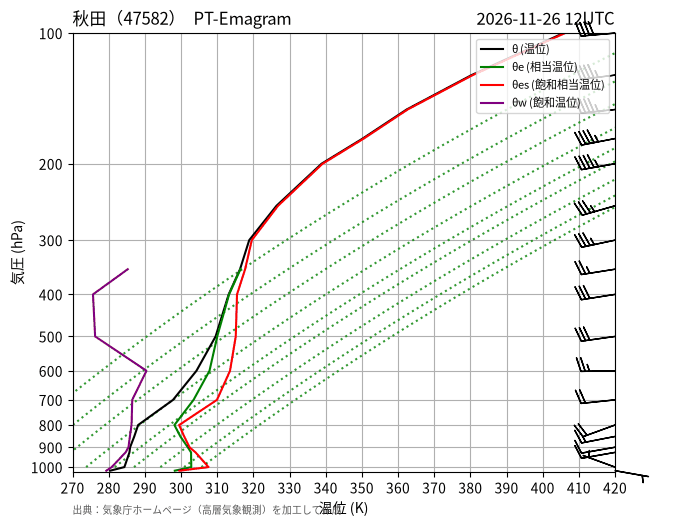 秋田（47582） PT-Emagram
2026-11-26 12UTC
θ (温位)
θe (相当温位)
θes (飽和相当温位)
θw (飽和温位)
気圧 (hPa)
100
200
300
400
500
600
700
800
900
1000
270 280 290 300 310 320 330 340 350 360 370 380 390 400 410 420
温位 (K)
出典：気象庁ホームページ（高層気象観測）を加工して